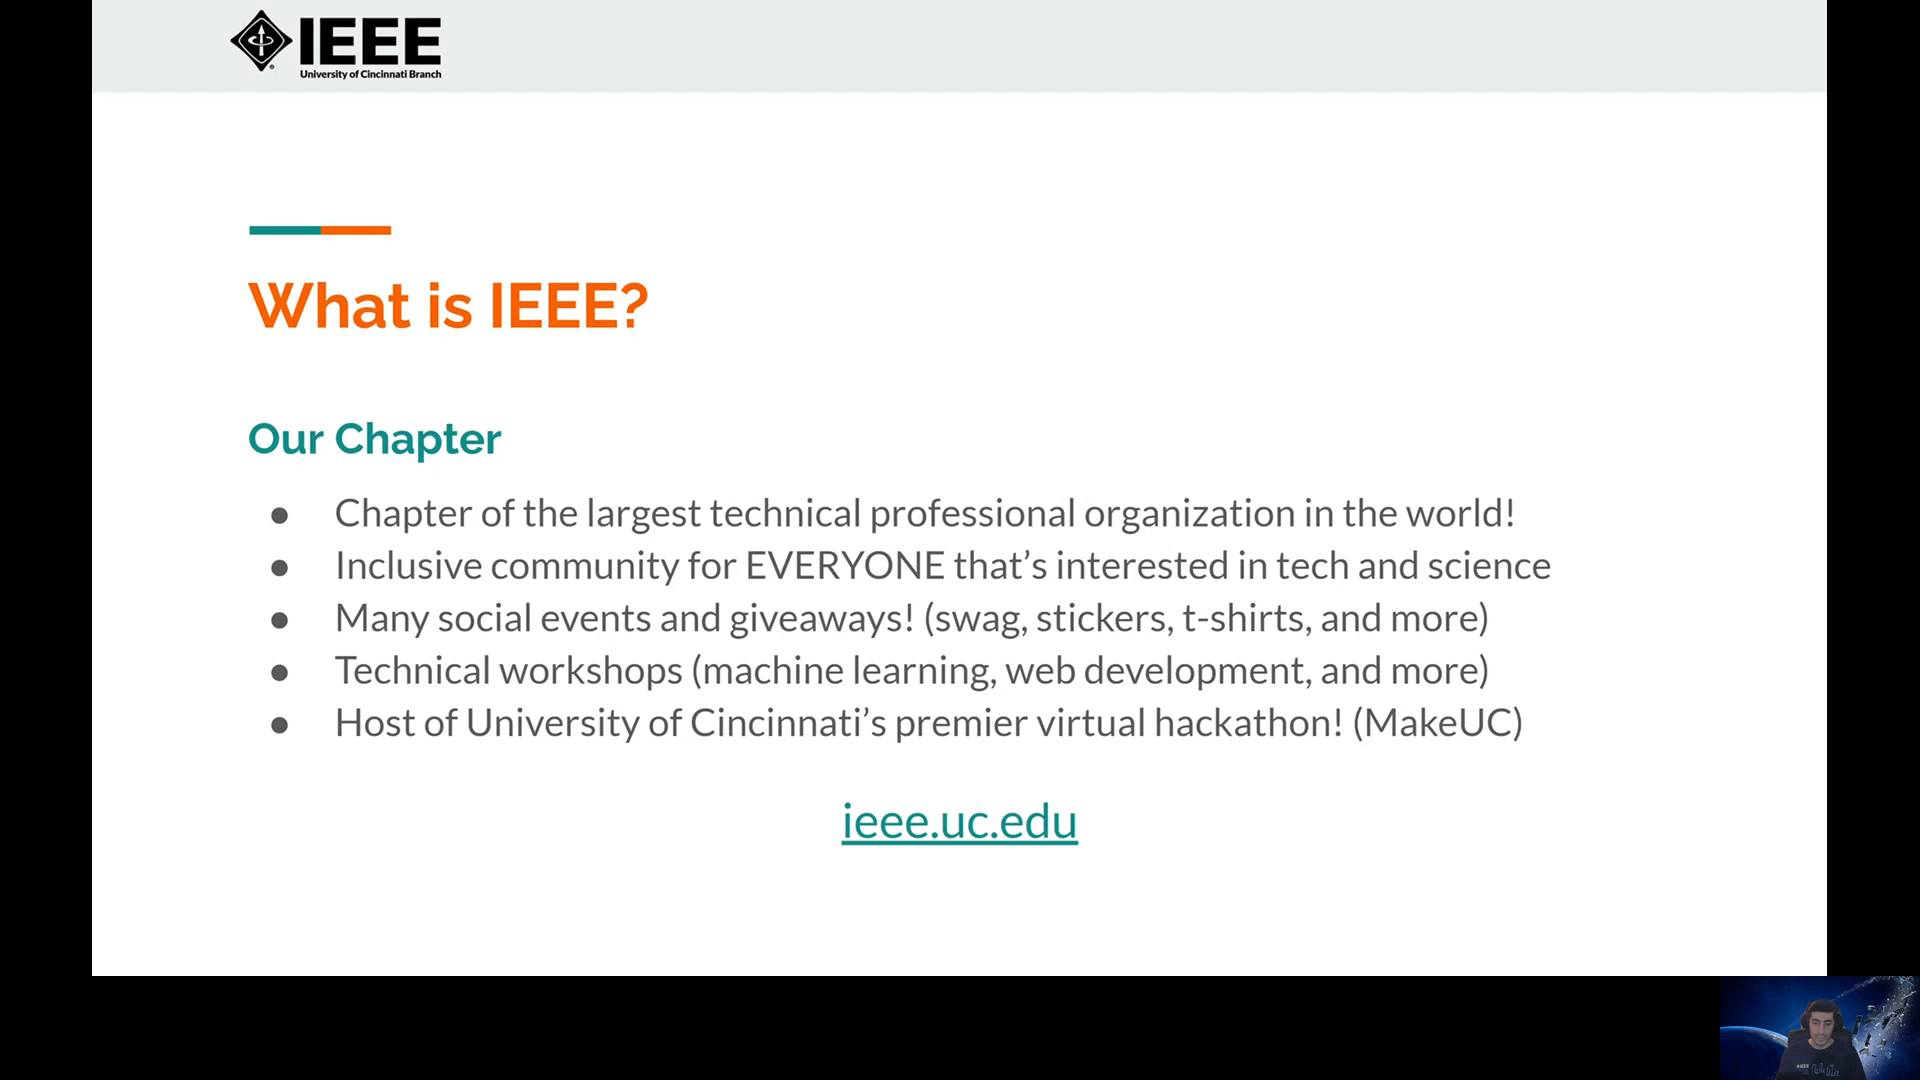 IEEE
University of Cincinnati Branch
What is IEEE?
Our Chapter
● Chapter of the largest technical professional organization in the world!
● Inclusive community for EVERYONE that’s interested in tech and science
● Many social events and giveaways! (swag, stickers, t-shirts, and more)
● Technical workshops (machine learning, web development, and more)
● Host of University of Cincinnati’s premier virtual hackathon! (MakeUC)
ieee.uc.edu
IEEE